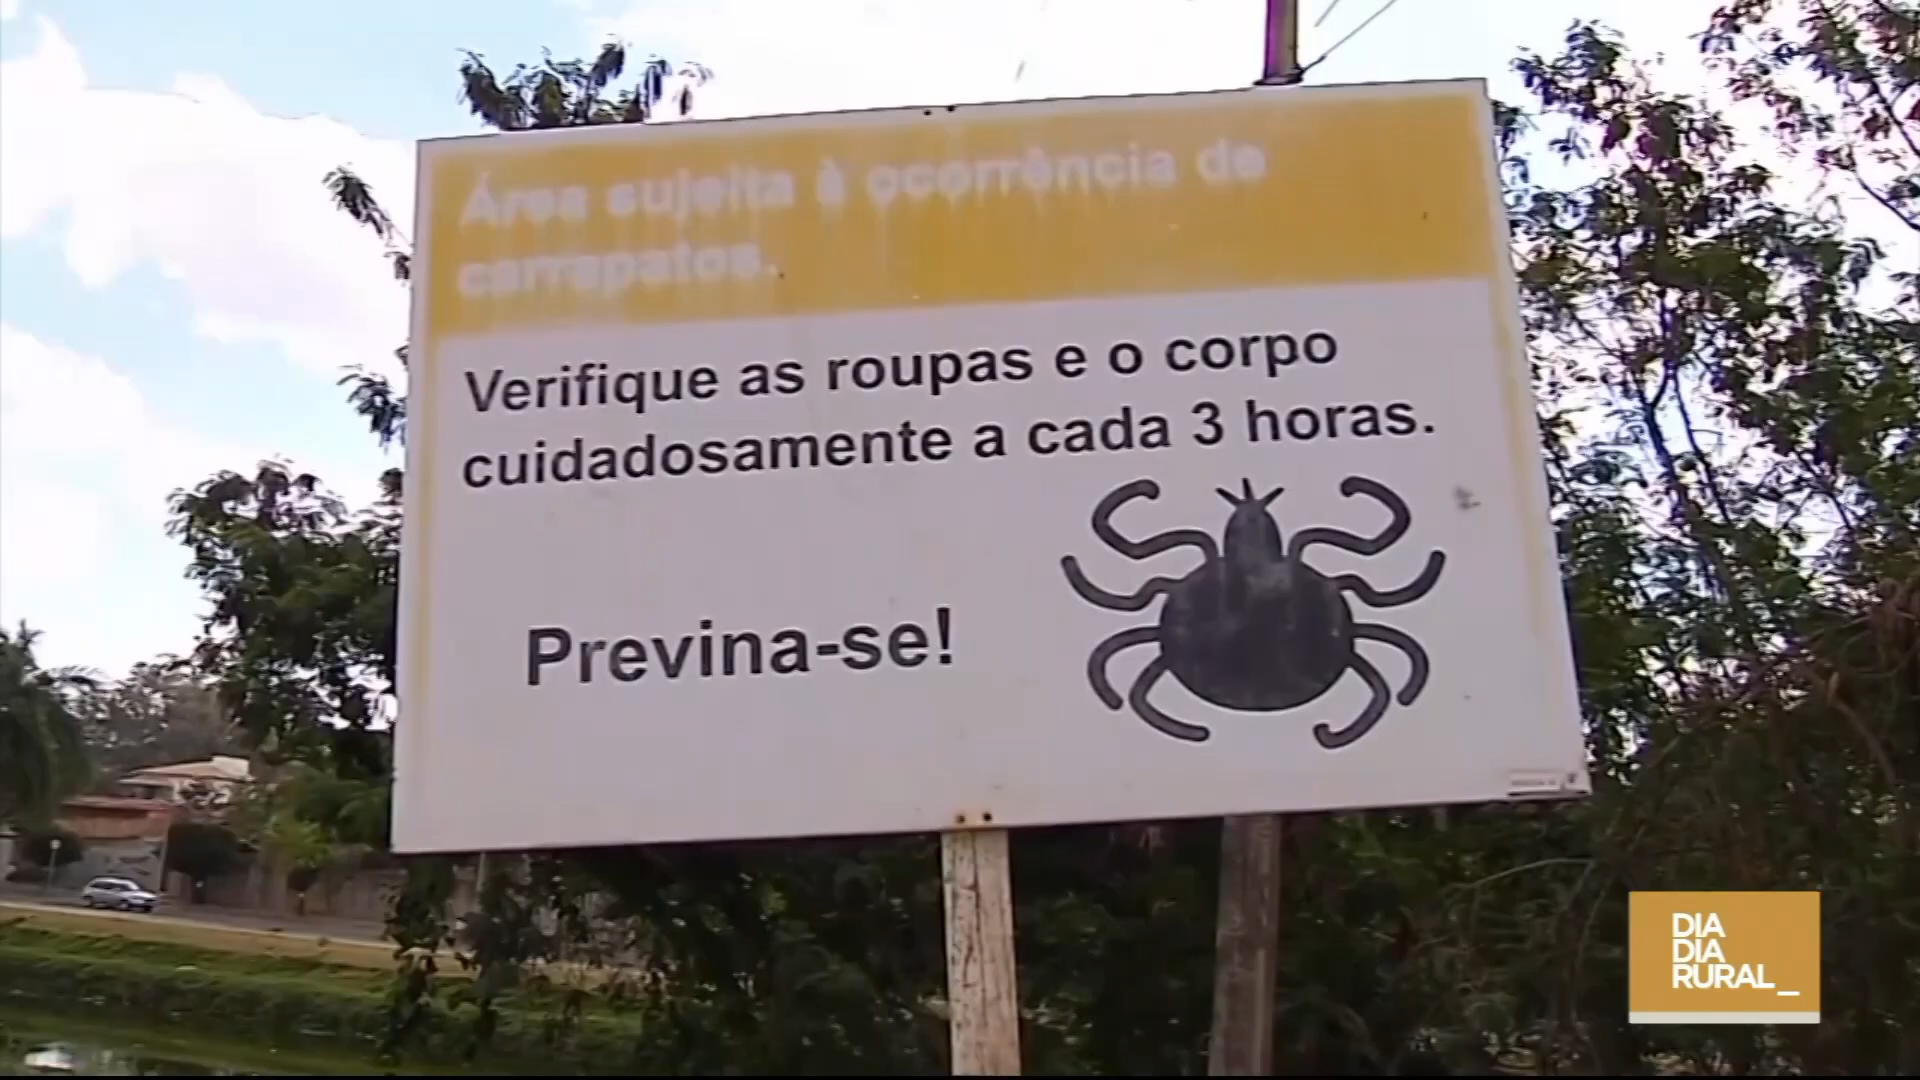 Área sujeita à ocorrência de
carrapatos.
Verifique as roupas e o corpo
cuidadosamente a cada 3 horas.
Previna-se!
DIA
DIA
RURAL_